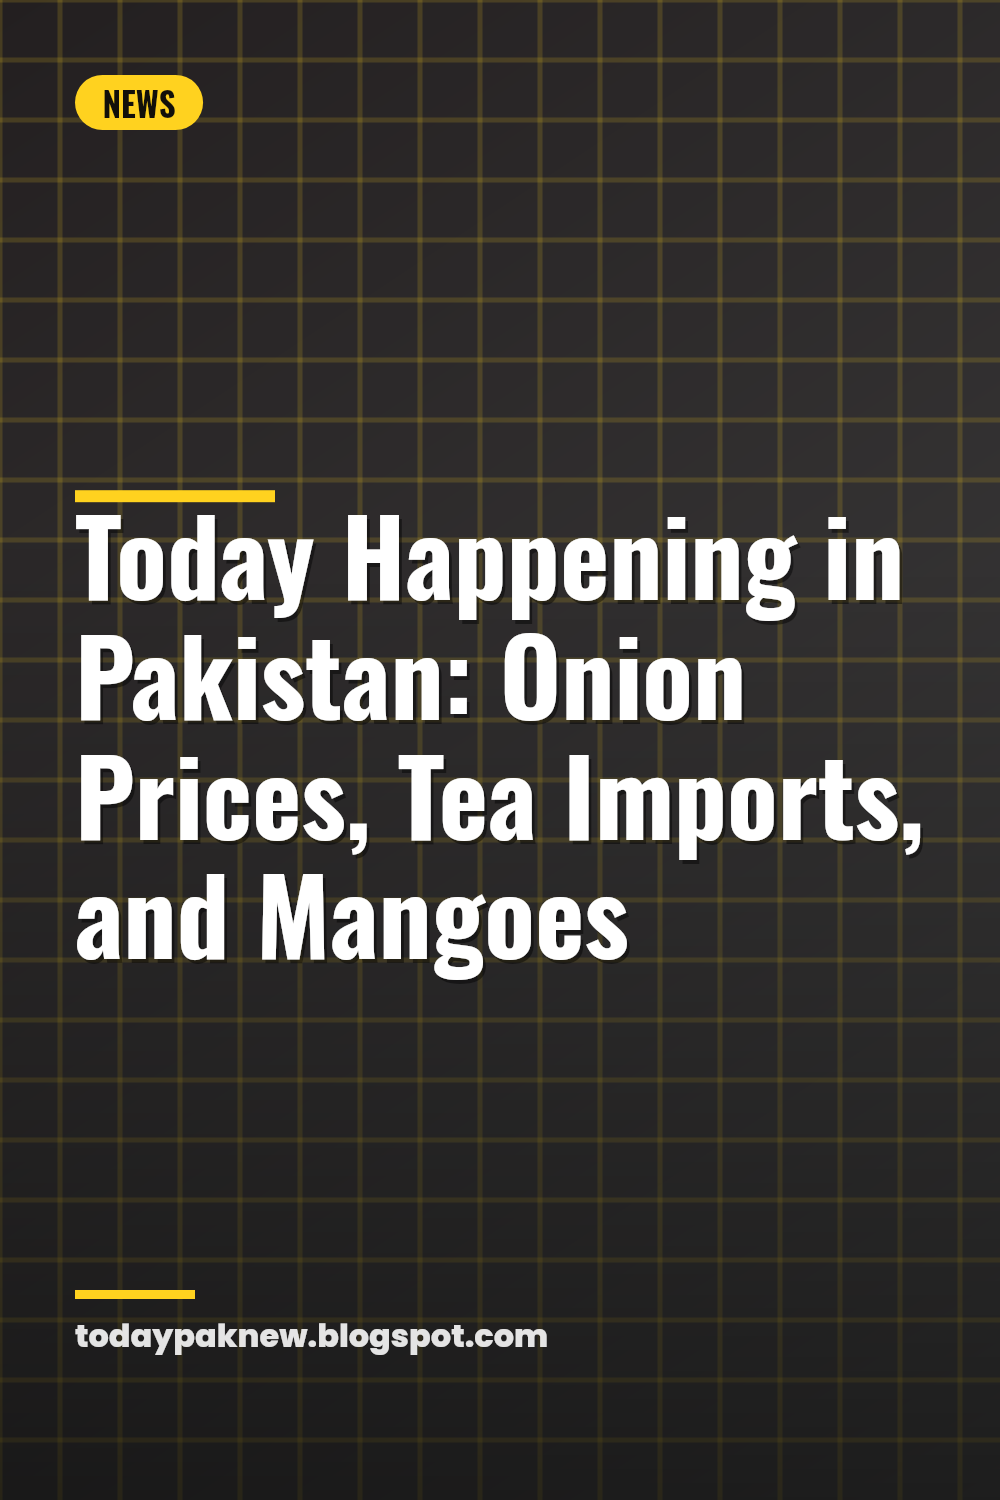 NEWS
Today Happening in
Pakistan: Onion
Prices, Tea Imports,
and Mangoes
todaypaknew.blogspot.com